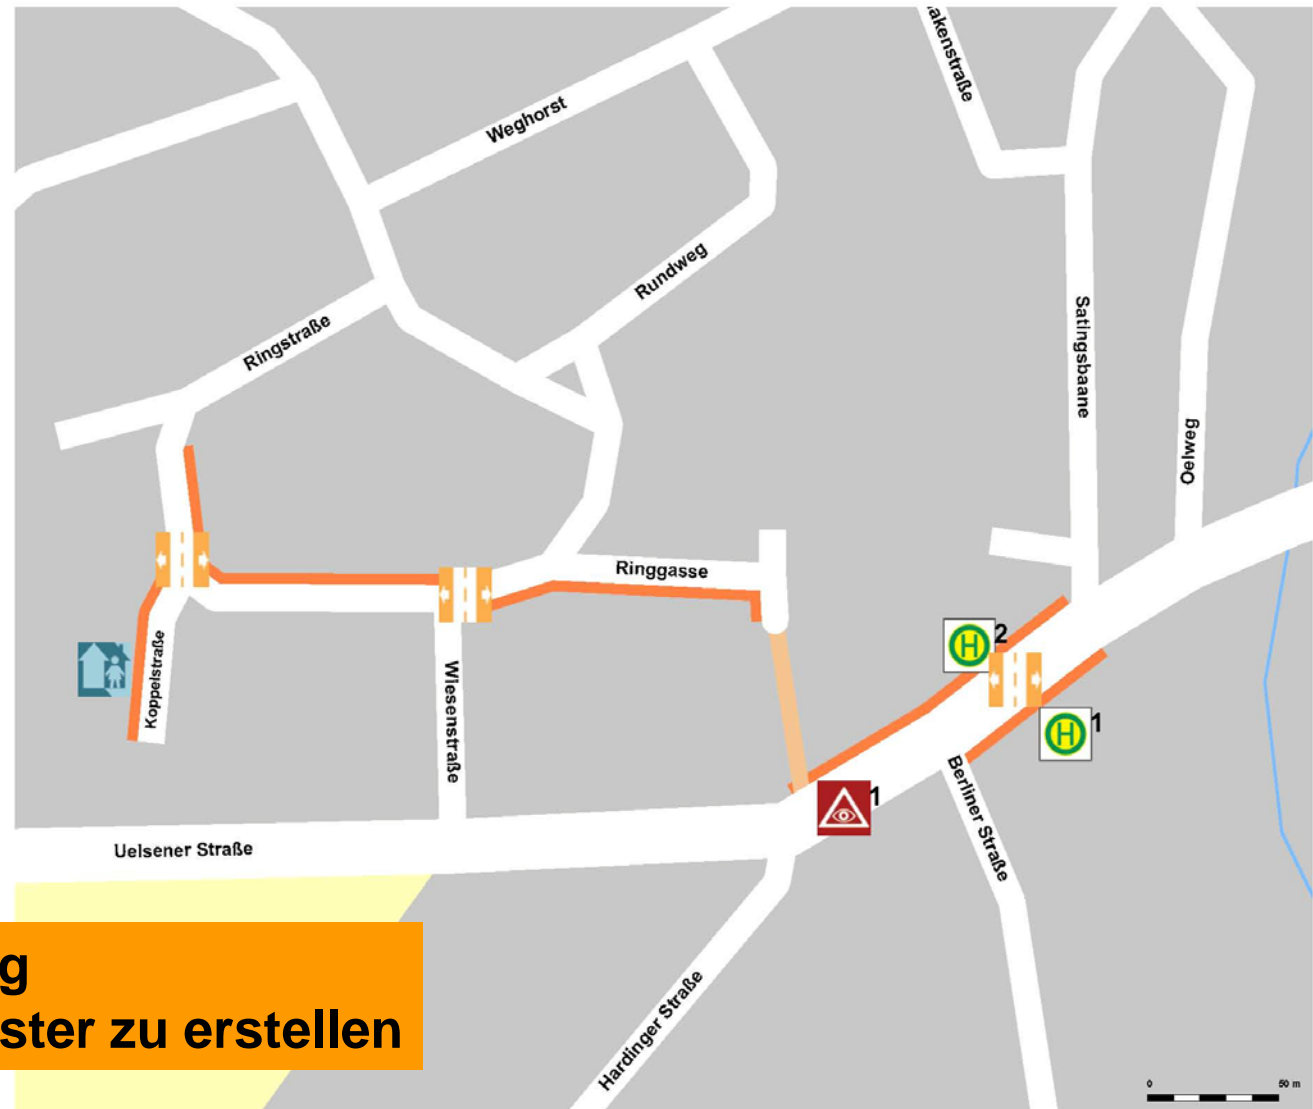 akenstraße
Weghorst
Rundweg
Ringstraße
Satingsbaane
Oelweg
Ringgasse
H 2
Koppelstraße
Wiesenstraße
H 1
Berliner Straße
1
Uelsener Straße
g
ster zu erstellen
Hardinger Straße
0 50 m